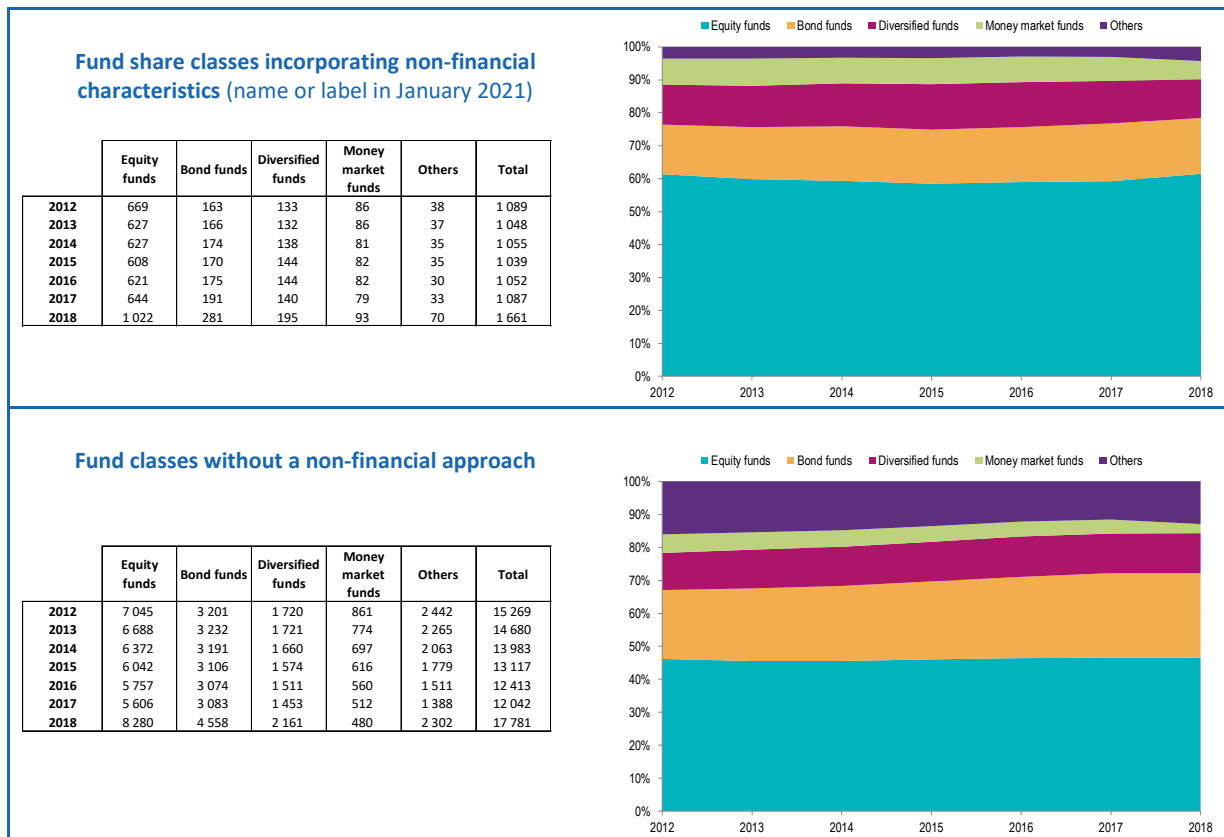 Fund share classes incorporating non-financial
characteristics (name or label in January 2021)
Equity funds Bond funds Diversified funds Money market funds Others Total
2012 669 163 133 86 38 1 089
2013 627 166 132 86 37 1 048
2014 627 174 138 81 35 1 055
2015 608 170 144 82 35 1 039
2016 621 175 144 82 30 1 052
2017 644 191 140 79 33 1 087
2018 1 022 281 195 93 70 1 661
Equity funds Bond funds Diversified funds Money market funds Others
100%
90%
80%
70%
60%
50%
40%
30%
20%
10%
0%
2012 2013 2014 2015 2016 2017 2018
Fund classes without a non-financial approach
Equity funds Bond funds Diversified funds Money market funds Others Total
2012 7 045 3 201 1 720 861 2 442 15 269
2013 6 688 3 232 1 721 774 2 265 14 680
2014 6 372 3 191 1 660 697 2 063 13 983
2015 6 042 3 106 1 574 616 1 779 13 117
2016 5 757 3 074 1 511 560 1 511 12 413
2017 5 606 3 083 1 453 512 1 388 12 042
2018 8 280 4 558 2 161 480 2 302 17 781
Equity funds Bond funds Diversified funds Money market funds Others
100%
90%
80%
70%
60%
50%
40%
30%
20%
10%
0%
2012 2013 2014 2015 2016 2017 2018